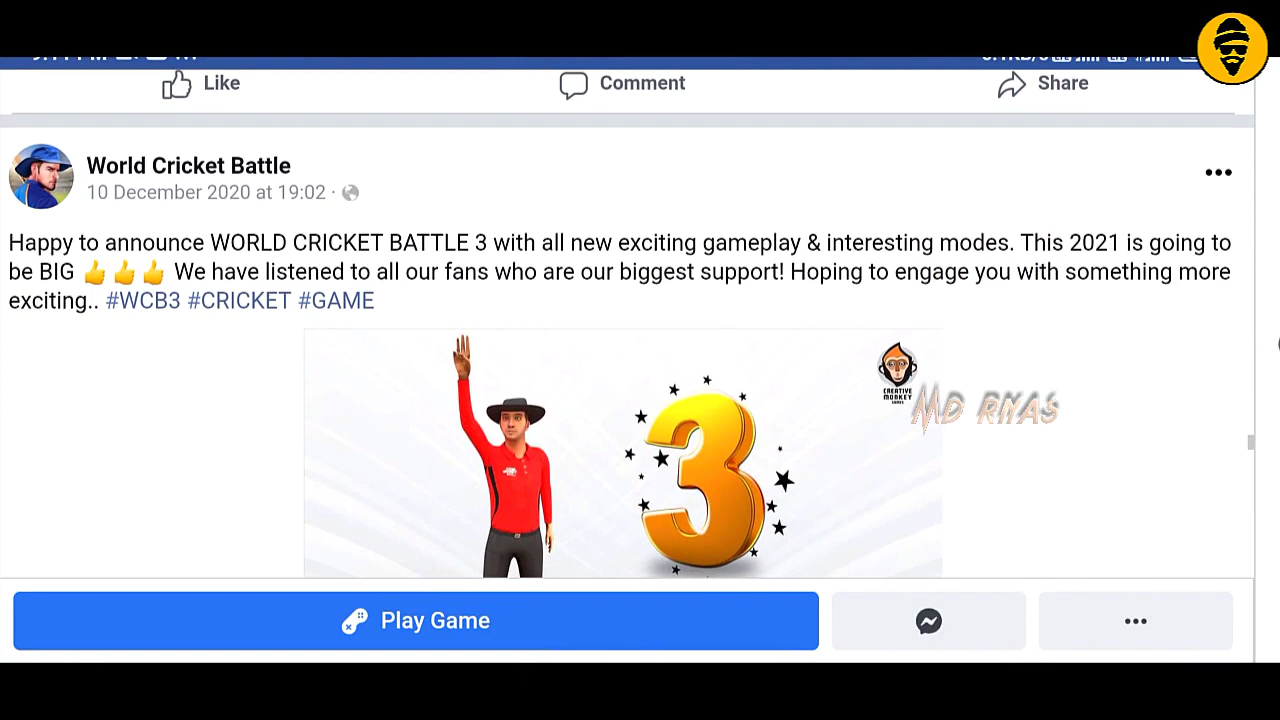 Like Comment Share
World Cricket Battle
10 December 2020 at 19:02 ·
Happy to announce WORLD CRICKET BATTLE 3 with all new exciting gameplay & interesting modes. This 2021 is going to
be BIG 👍👍👍 We have listened to all our fans who are our biggest support! Hoping to engage you with something more
exciting.. #WCB3 #CRICKET #GAME
CREATIVE
MONKEY
GAMES
MD RIYAS
3
Play Game